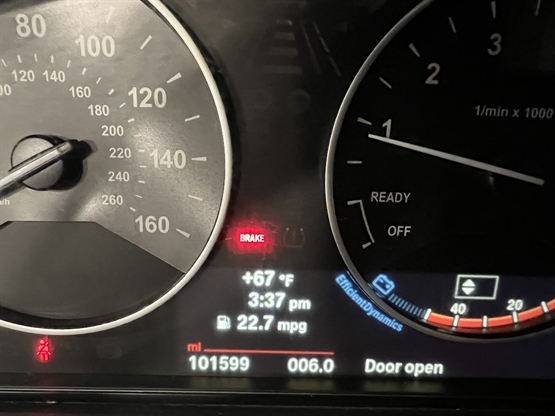 80
100
120
140
160
120 140
160
180
200
220
240
260
1
2
3
1/min x 1000
READY
OFF
BRAKE
+67 °F
3:37 pm
22.7 mpg
EfficientDynamics
40 20
mi
101599 006.0
Door open